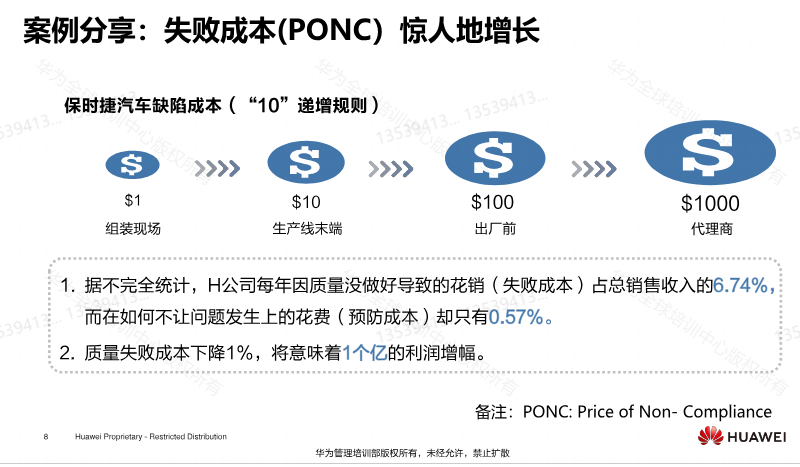 案例分享：失败成本(PONC）惊人地增长
保时捷汽车缺陷成本（“10”递增规则）
$1
$10
$100
$1000
组装现场
生产线末端
出厂前
代理商
1. 据不完全统计，H公司每年因质量没做好导致的花销（失败成本）占总销售收入的6.74%，
而在如何不让问题发生上的花费（预防成本）却只有0.57%。
2. 质量失败成本下降1%，将意味着1个亿的利润增幅。
备注：PONC: Price of Non- Compliance
8 Huawei Proprietary - Restricted Distribution
HUAWEI
华为管理培训部版权所有，未经允许，禁止扩散